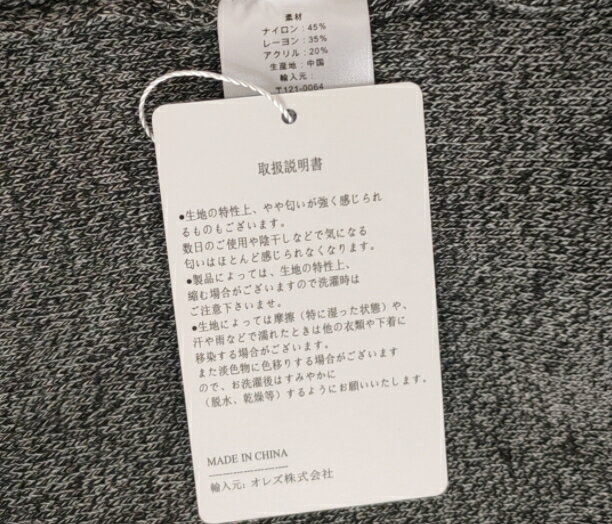 素材
ナイロン：45%
レーヨン：35%
アクリル：20%
生産地：中国
輸入元：
〒121-0064
取扱説明書
●生地の特性上、やや匂いが強く感じられ
るものもございます。
数日のご使用や陰干しなどで気になる
匂いはほとんど感じられなくなります。
●製品によっては、生地の特性上、
縮む場合がございますので洗濯時は
ご注意下さいませ。
●生地によっては摩擦（特に湿った状態）や、
汗や雨などで濡れたときは他の衣類や下着に
移染する場合がございます。
また淡色物に色移りする場合がございます
ので、お洗濯後はすみやかに
（脱水、乾燥等）するようにお願いいたします。
MADE IN CHINA
輸入元: オレズ株式会社